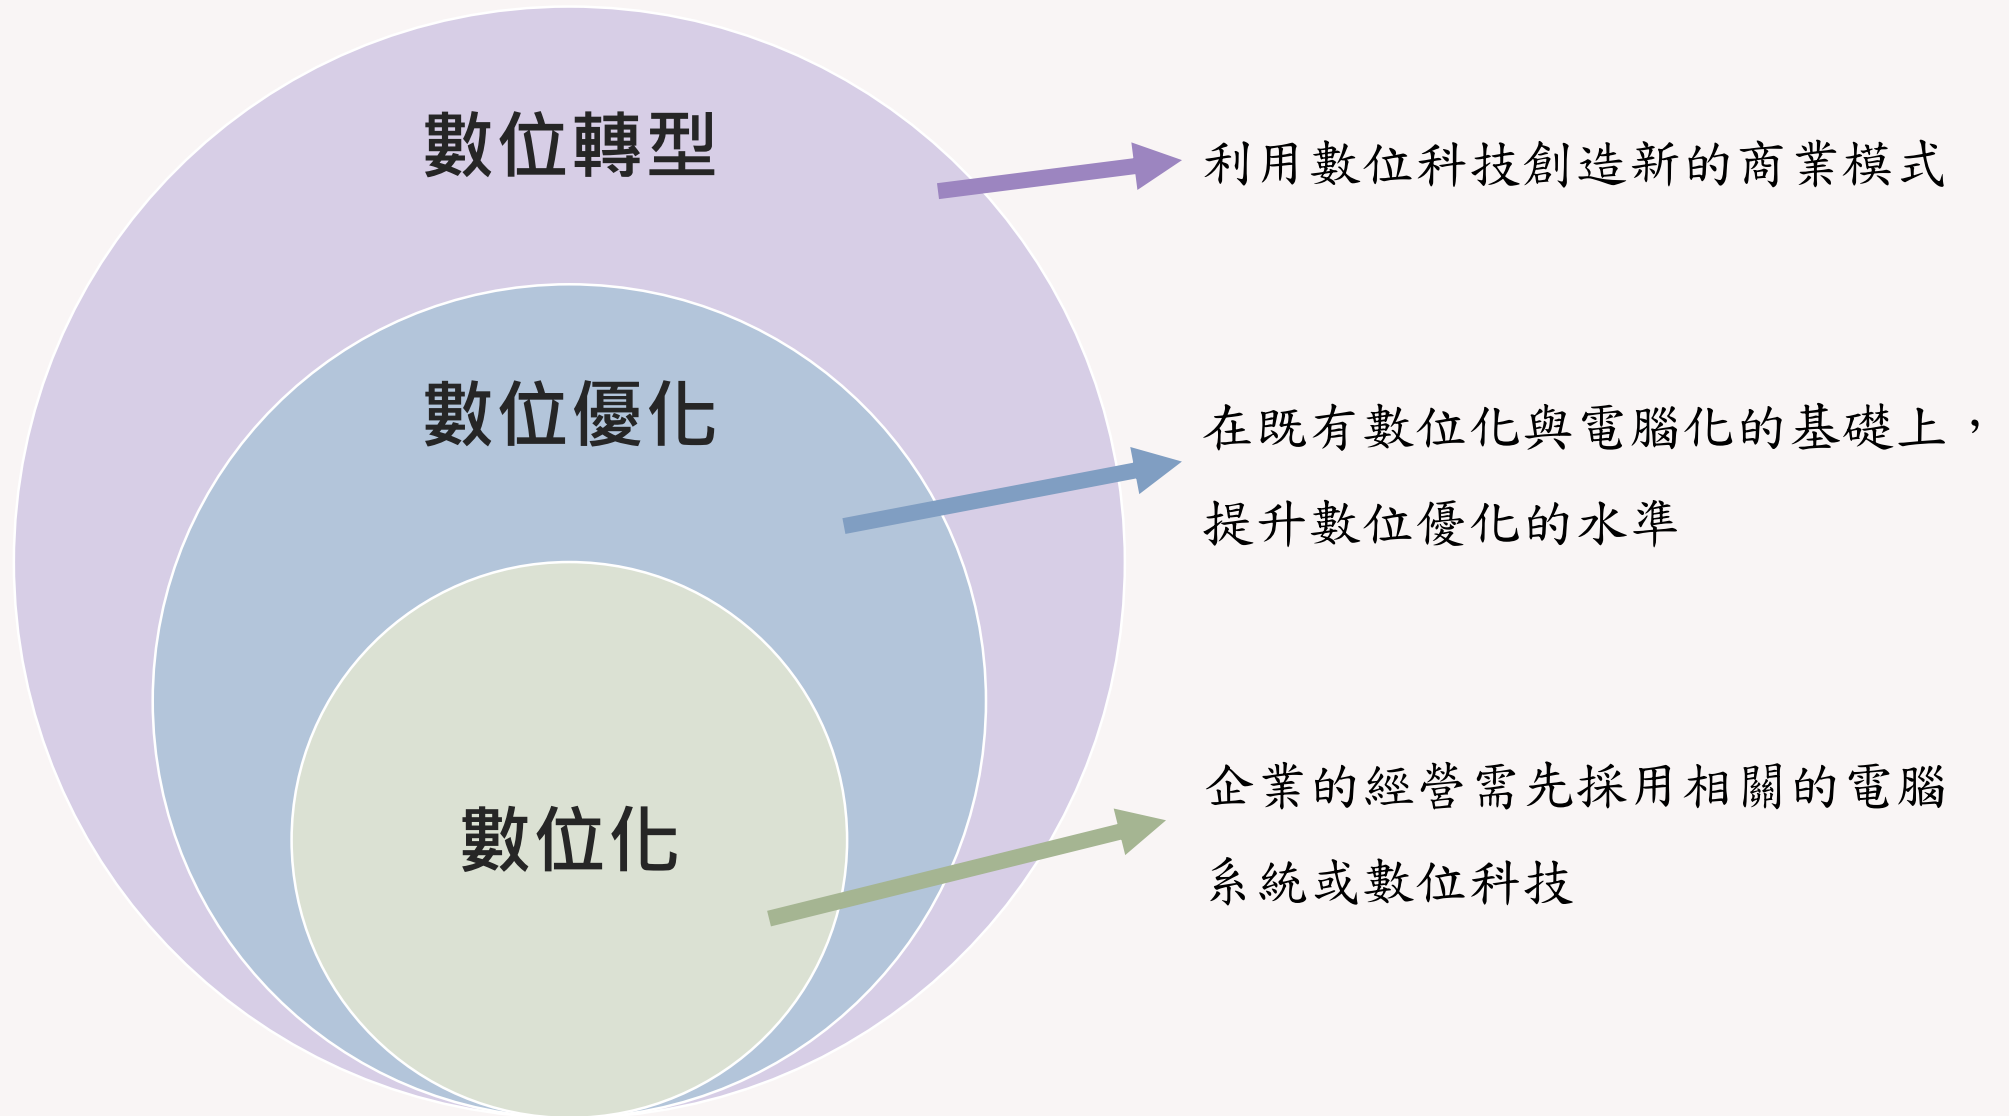 數位轉型
利用數位科技創造新的商業模式
數位優化
在既有數位化與電腦化的基礎上，
提升數位優化的水準
數位化
企業的經營需先採用相關的電腦
系統或數位科技